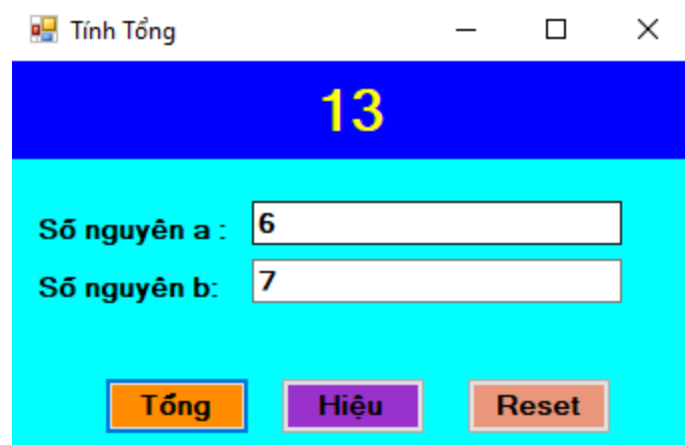 Tính Tổng
13
Số nguyên a : 6
Số nguyên b: 7
Tổng Hiệu Reset